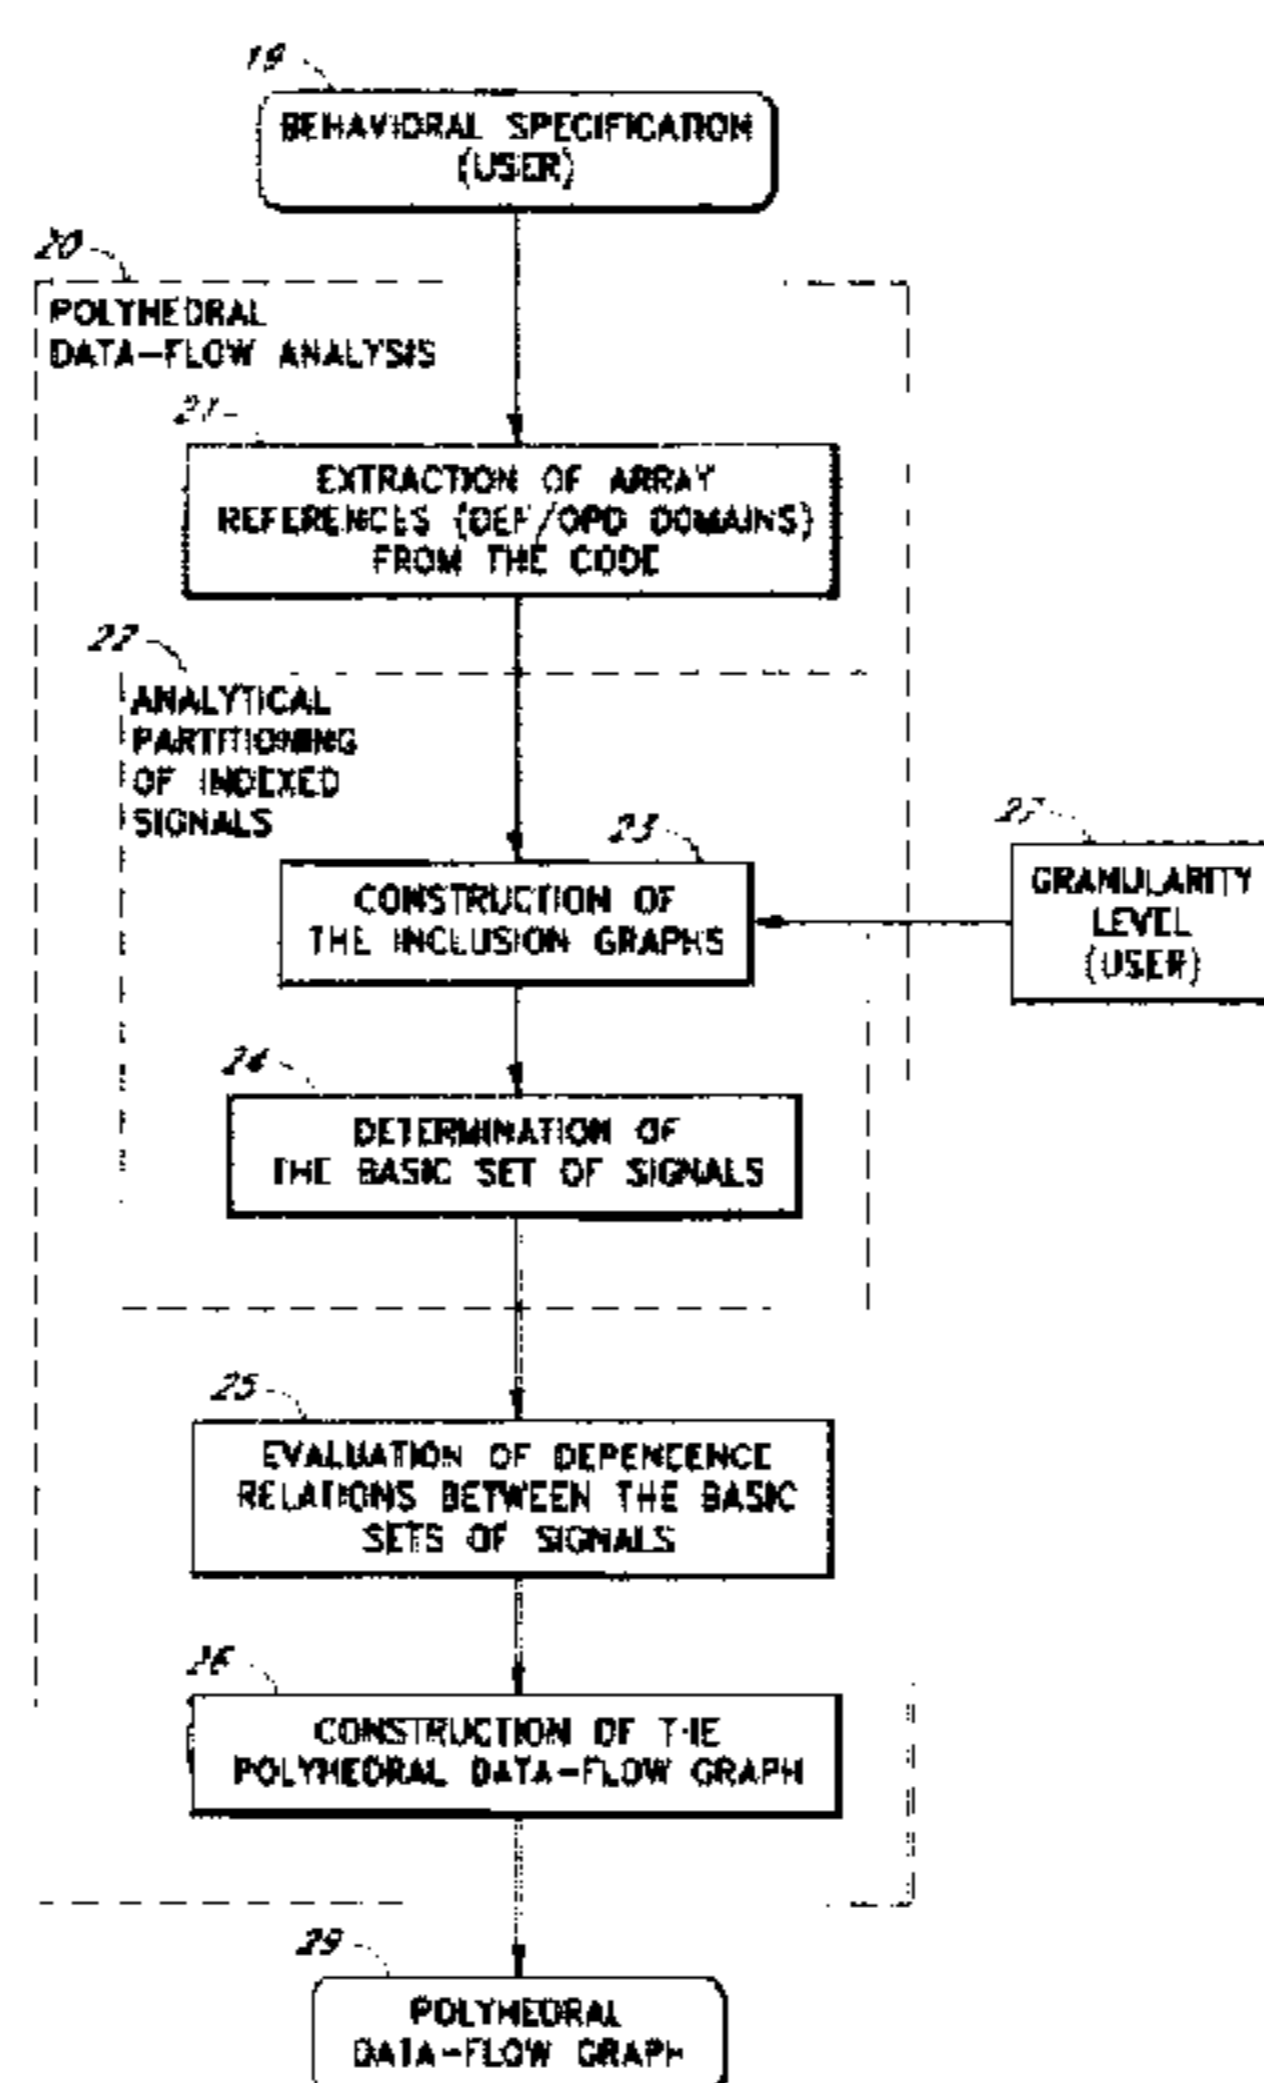 19
BEHAVIORAL SPECIFICATION
(USER)
20
POLYHEDRAL
DATA-FLOW ANALYSIS
21
EXTRACTION OF ARRAY
REFERENCES (DEF/OPD DOMAINS)
FROM THE CODE
22
ANALYTICAL
PARTITIONING
OF INDEXED
SIGNALS
23
CONSTRUCTION OF
THE INCLUSION GRAPHS
27
GRANULARITY
LEVEL
(USER)
24
DETERMINATION OF
THE BASIC SET OF SIGNALS
25
EVALUATION OF DEPENDENCE
RELATIONS BETWEEN THE BASIC
SETS OF SIGNALS
26
CONSTRUCTION OF THE
POLYHEDRAL DATA-FLOW GRAPH
29
POLYHEDRAL
DATA-FLOW GRAPH